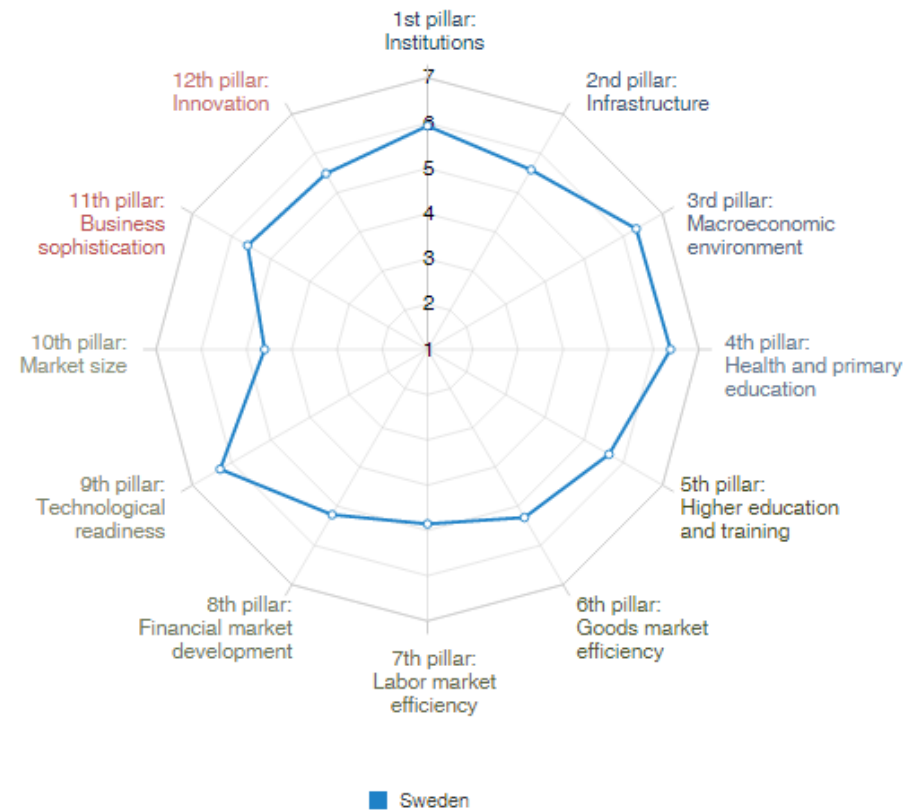 1st pillar:
Institutions
2nd pillar:
Infrastructure
3rd pillar:
Macroeconomic
environment
4th pillar:
Health and primary
education
5th pillar:
Higher education
and training
6th pillar:
Goods market
efficiency
7th pillar:
Labor market
efficiency
8th pillar:
Financial market
development
9th pillar:
Technological
readiness
10th pillar:
Market size
11th pillar:
Business
sophistication
12th pillar:
Innovation
7
6
5
4
3
2
1
Sweden